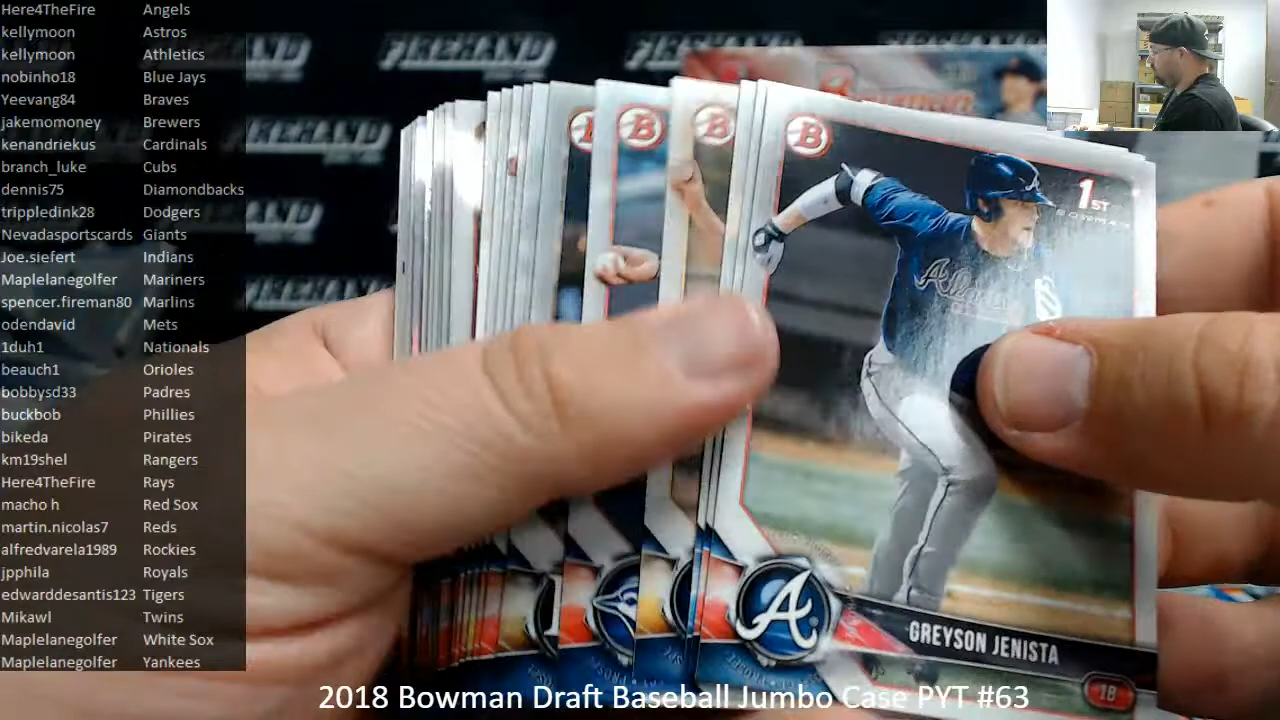 Here4TheFire Angels
kellymoon Astros
kellymoon Athletics
nobinho18 Blue Jays
Yeevang84 Braves
jakemomoney Brewers
kenandriekus Cardinals
branch_luke Cubs
dennis75 Diamondbacks
trippledink28 Dodgers
Nevadasportscards Giants
Joe.siefert Indians
Maplelanegolfer Mariners
spencer.fireman80 Marlins
odendavid Mets
1duh1 Nationals
beauch1 Orioles
bobbysd33 Padres
buckbob Phillies
bikeda Pirates
km19shel Rangers
Here4TheFire Rays
macho h Red Sox
martin.nicolas7 Reds
alfredvarela1989 Rockies
jpphila Royals
edwarddesantis123 Tigers
Mikawl Twins
Maplelanegolfer White Sox
Maplelanegolfer Yankees
FIREHAND
FIREHAND
Bowman
B
B
B
1ST
BOWMAN
A
GREYSON JENISTA
18
2018 Bowman Draft Baseball Jumbo Case PYT #63